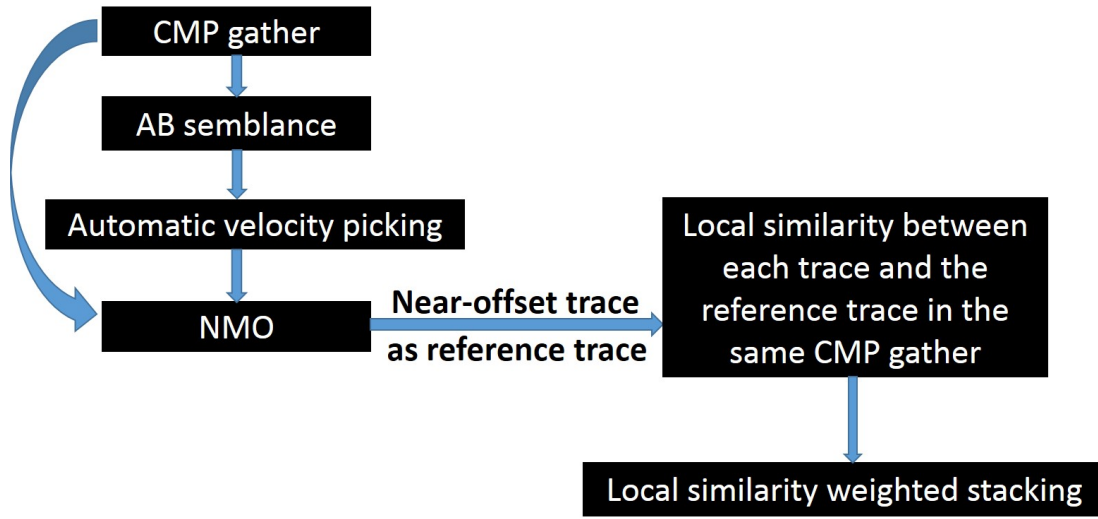 CMP gather
AB semblance
Automatic velocity picking
NMO
Near-offset trace
as reference trace
Local similarity between
each trace and the
reference trace in the
same CMP gather
Local similarity weighted stacking